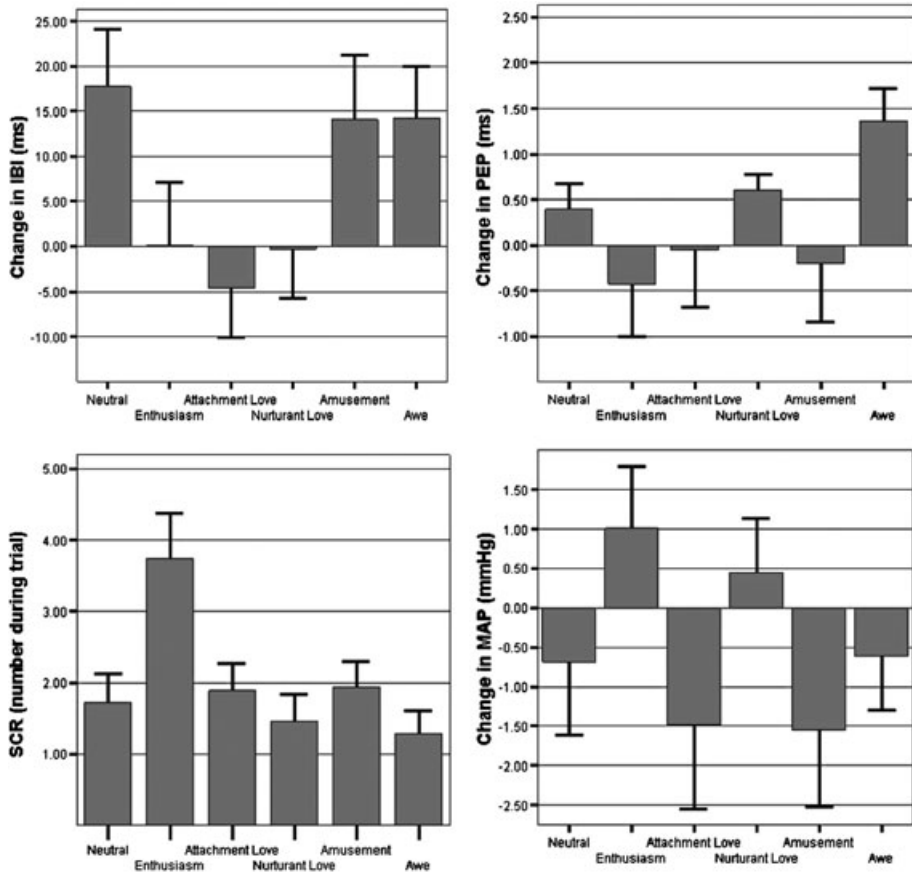 Change in IBI (ms)
25.00
20.00
15.00
10.00
5.00
0.00
-5.00
-10.00
Neutral
Enthusiasm
Attachment Love
Nurturant Love
Amusement
Awe
Change in PEP (ms)
2.50
2.00
1.50
1.00
0.50
0.00
-0.50
-1.00
Neutral
Enthusiasm
Attachment Love
Nurturant Love
Amusement
Awe
SCR (number during trial)
5.00
4.00
3.00
2.00
1.00
Neutral
Enthusiasm
Attachment Love
Nurturant Love
Amusement
Awe
Change in MAP (mmHg)
1.50
1.00
0.50
0.00
-0.50
-1.00
-1.50
-2.00
-2.50
Neutral
Enthusiasm
Attachment Love
Nurturant Love
Amusement
Awe